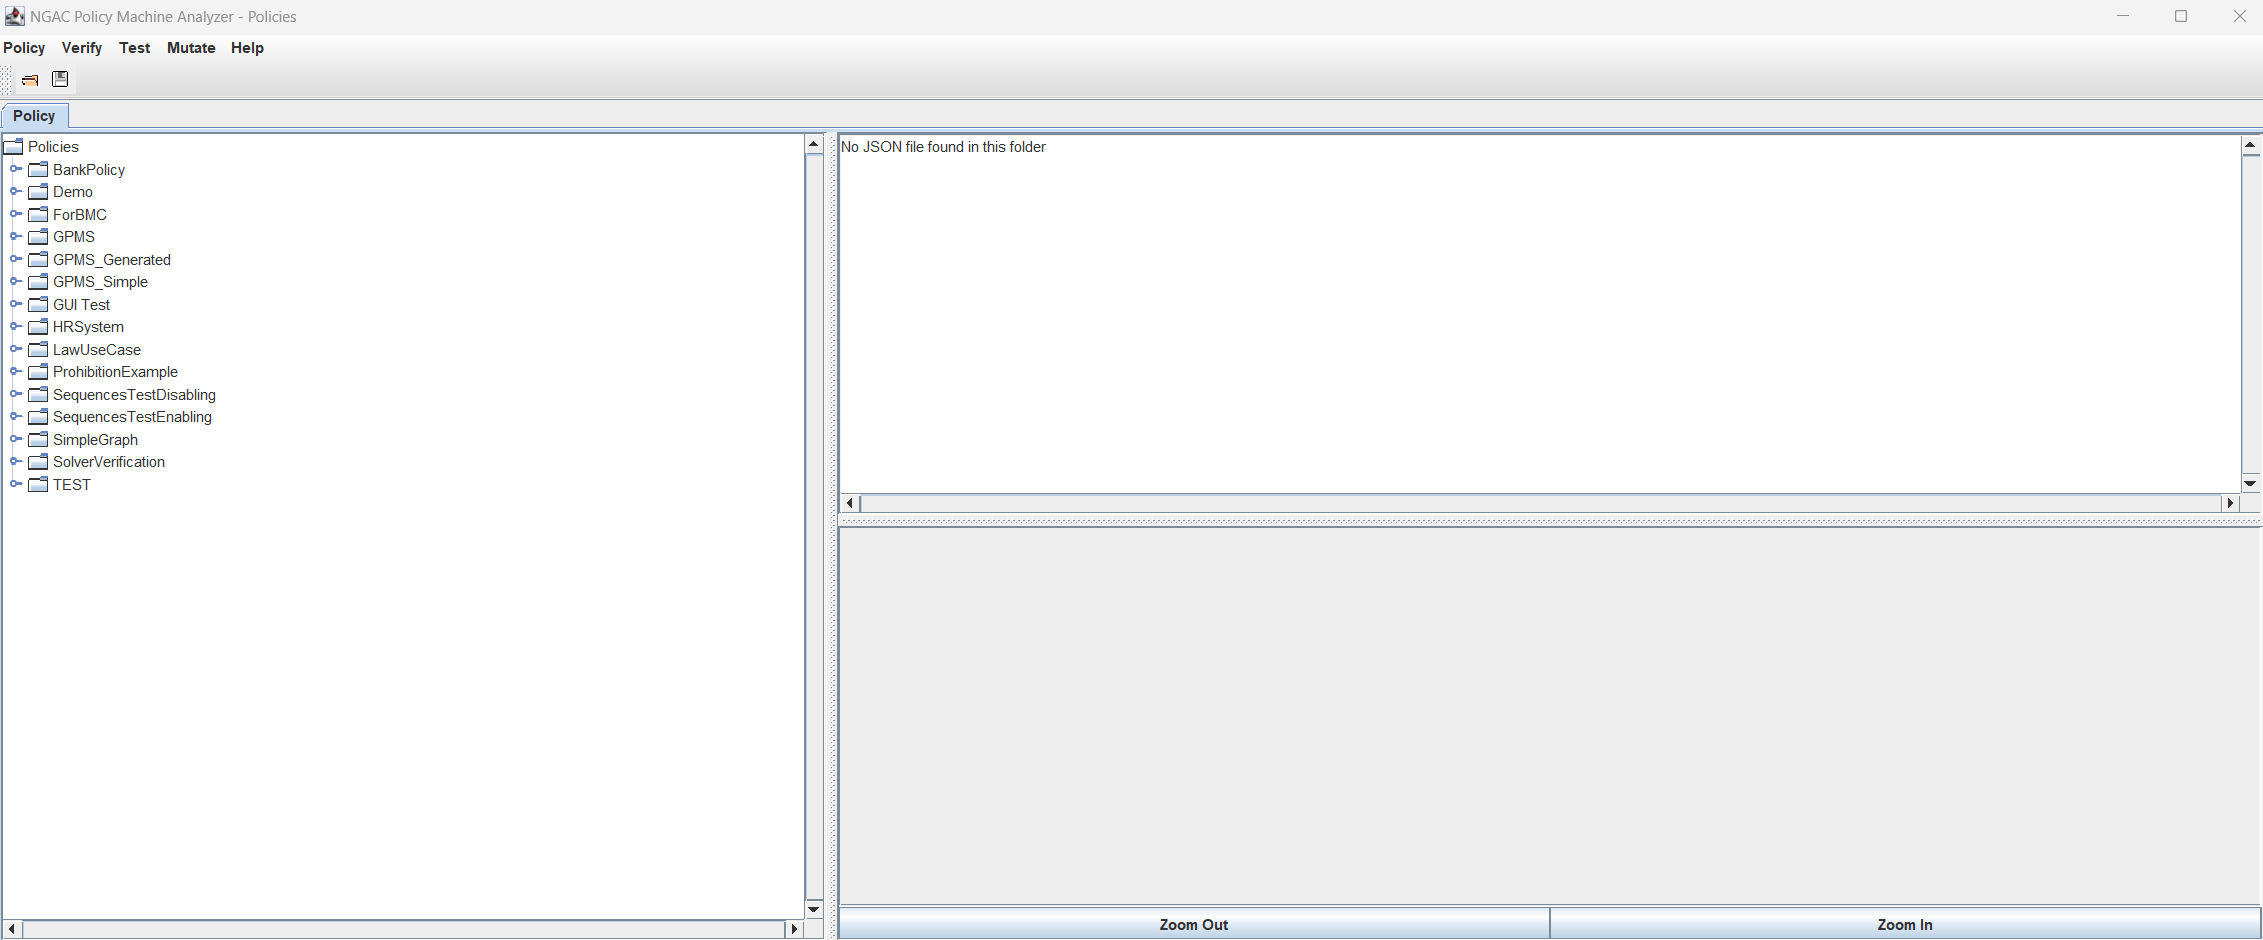 NGAC Policy Machine Analyzer - Policies
Policy Verify Test Mutate Help
Policy
Policies
BankPolicy
Demo
ForBMC
GPMS
GPMS_Generated
GPMS_Simple
GUI Test
HRSystem
LawUseCase
ProhibitionExample
SequencesTestDisabling
SequencesTestEnabling
SimpleGraph
SolverVerification
TEST
No JSON file found in this folder
Zoom Out Zoom In